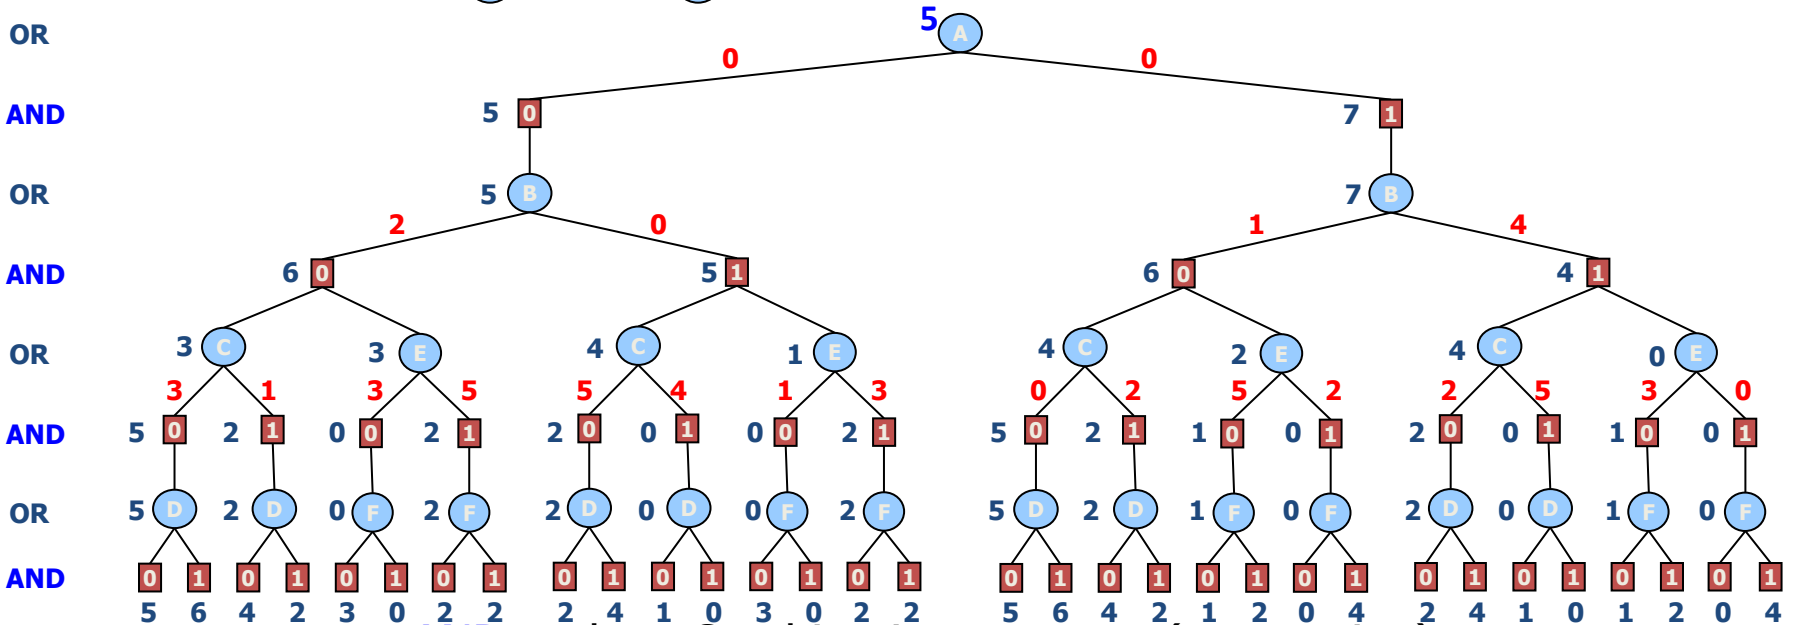 OR 5 A
0 0
AND 5 0 7 1
OR 5 B 7 B
2 0 1 4
AND 6 0 5 1 6 0 4 1
OR 3 C 3 E 4 C 1 E 4 C 2 E 4 C 0 E
3 1 3 5 5 4 1 3 0 2 5 2 2 5 3 0
AND 5 0 2 1 0 0 2 1 2 0 0 1 0 0 2 1 5 0 2 1 1 0 0 1 2 0 0 1 1 0 0 1
OR 5 D 2 D 0 F 2 F 2 D 0 D 0 F 2 F 5 D 2 D 1 F 0 F 2 D 0 D 1 F 0 F
AND 0 1 0 1 0 1 0 1 0 1 0 1 0 1 0 1 0 1 0 1 0 1 0 1 0 1 0 1 0 1 0 1
5 6 4 2 3 0 2 2 2 4 1 0 3 0 2 2 5 6 4 2 1 2 0 4 2 4 1 0 1 2 0 4